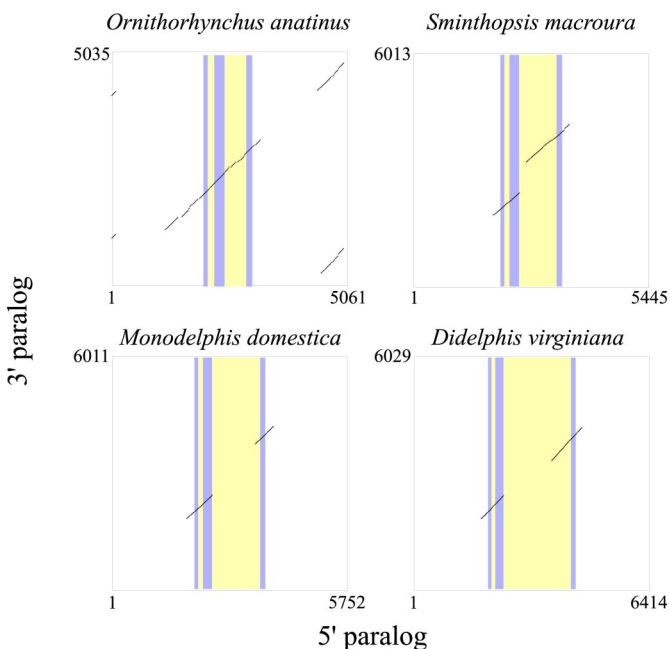 Ornithorhynchus anatinus
Sminthopsis macroura
5035
6013
1
5061
1
5445
Monodelphis domestica
Didelphis virginiana
6011
6029
1
5752
1
6414
3' paralog
5' paralog